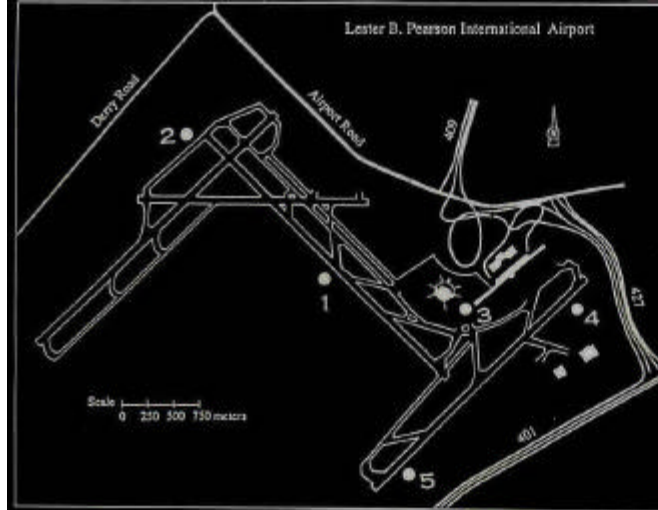 Lester B. Pearson International Airport
Derry Road
Airport Road
409
2
1
3
4
427
Scale
0 250 500 750 meters
401
5